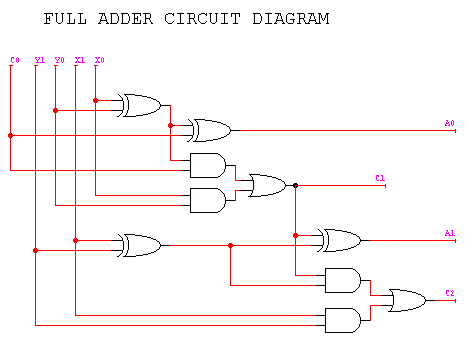 FULL ADDER CIRCUIT DIAGRAM
C0 Y1 Y0 X1 X0
A0
C1
A1
C2